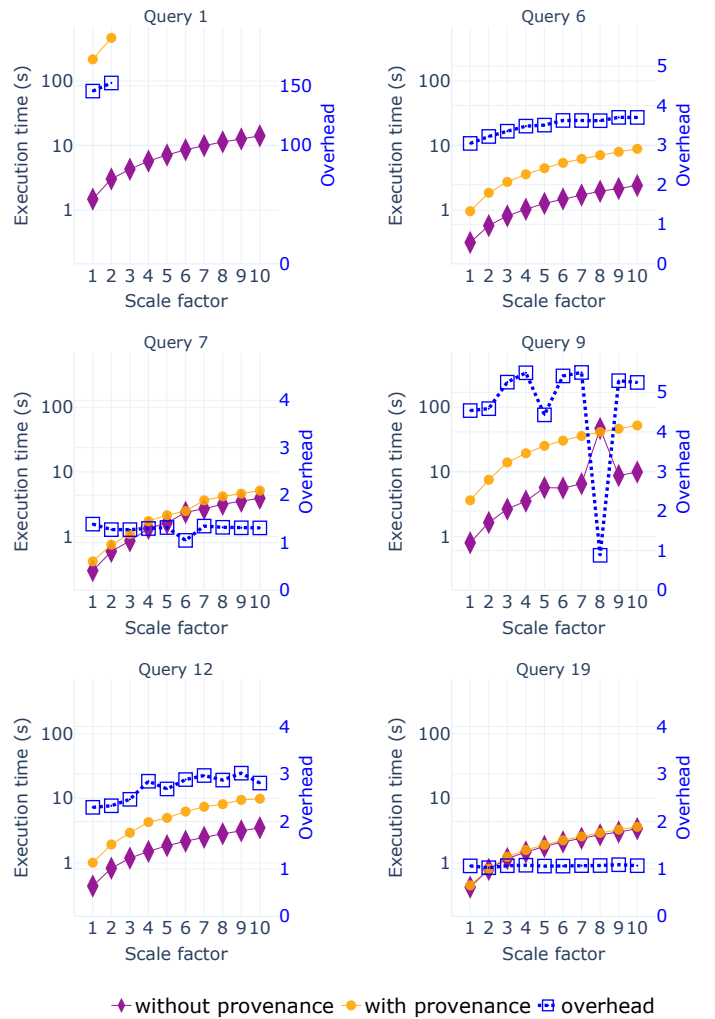 Query 1
100
10
1
150
100
0
Execution time (s)
Overhead
1 2 3 4 5 6 7 8 9 10
Scale factor
Query 6
100
10
1
5
4
3
2
1
0
Execution time (s)
Overhead
1 2 3 4 5 6 7 8 9 10
Scale factor
Query 7
100
10
1
4
3
2
1
0
Execution time (s)
Overhead
1 2 3 4 5 6 7 8 9 10
Scale factor
Query 9
100
10
1
5
4
3
2
1
0
Execution time (s)
Overhead
1 2 3 4 5 6 7 8 9 10
Scale factor
Query 12
100
10
1
4
3
2
1
0
Execution time (s)
Overhead
1 2 3 4 5 6 7 8 9 10
Scale factor
Query 19
100
10
1
4
3
2
1
0
Execution time (s)
Overhead
1 2 3 4 5 6 7 8 9 10
Scale factor
without provenance with provenance overhead